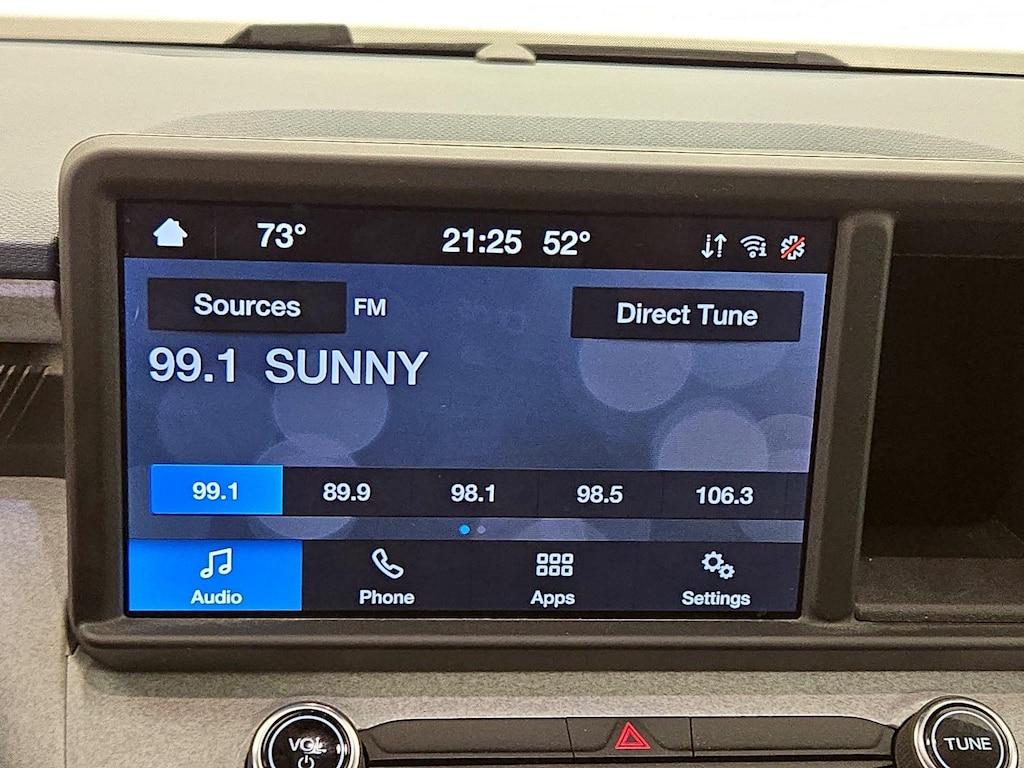 73° 21:25 52°
Sources FM Direct Tune
99.1 SUNNY
99.1 89.9 98.1 98.5 106.3
Audio Phone Apps Settings
VOL TUNE